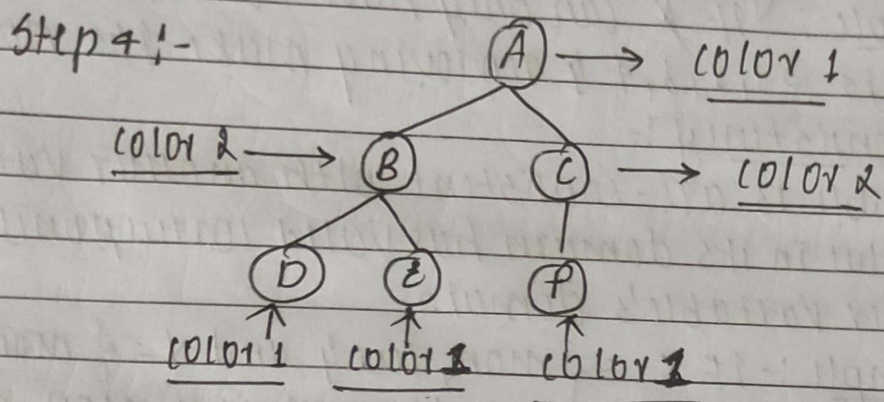 Step 4:-
A → color 1
color 2 → B C → color 2
D E F
color 1 color 1 color 1